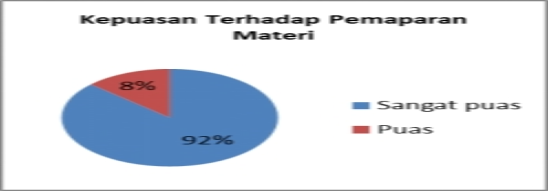 Kepuasan Terhadap Pemaparan
Materi
8%
92%
Sangat puas
Puas